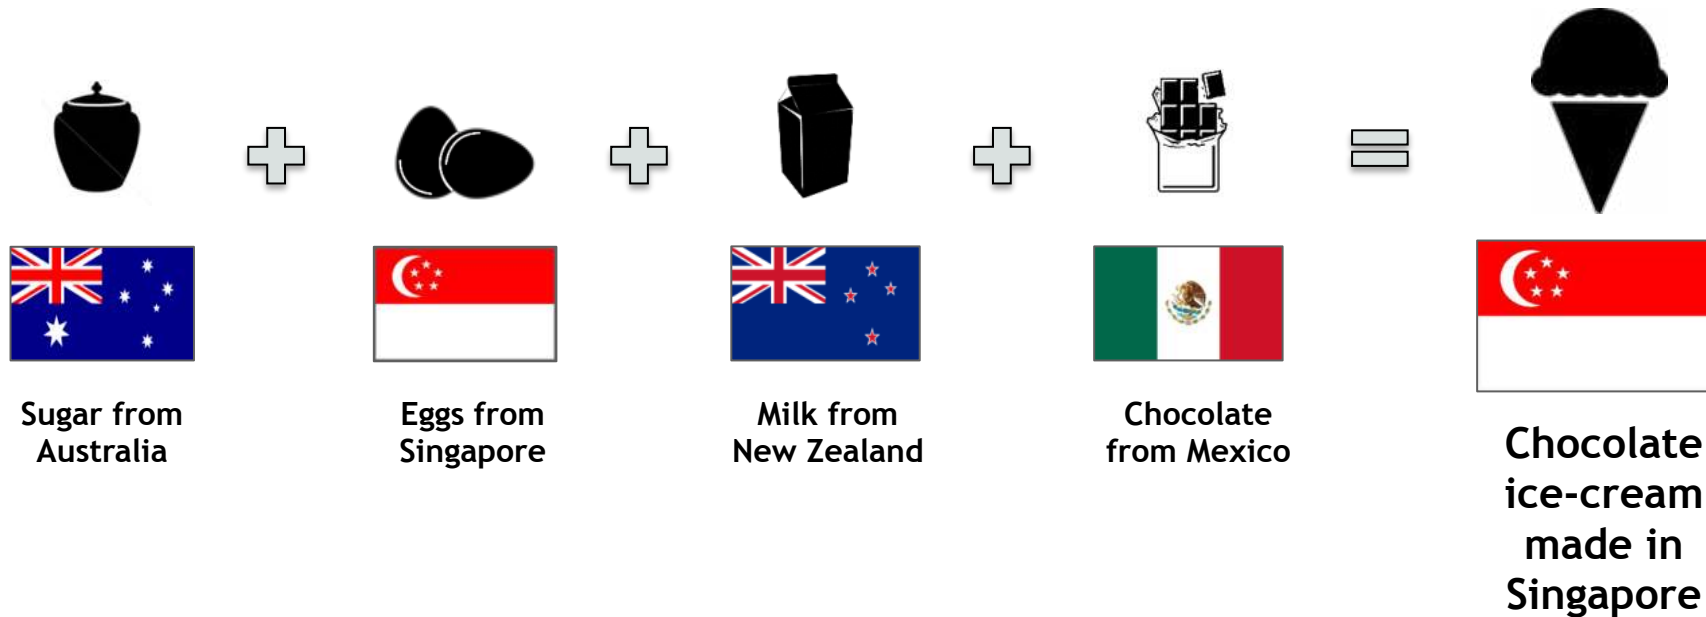 Sugar from
Australia
Eggs from
Singapore
Milk from
New Zealand
Chocolate
from Mexico
Chocolate
ice-cream
made in
Singapore